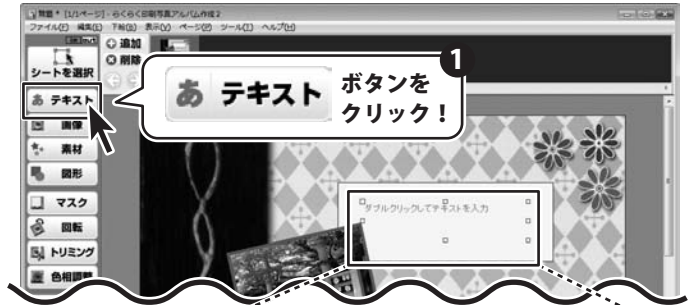 無題 * [1/1ページ] - らくらく印刷写真アルバム作成2
ファイル(F) 編集(E) 下絵(B) 表示(V) ページ(P) ツール(T) ヘルプ(H)
シートを選択
追加
削除
あ テキスト
画像
素材
図形
マスク
回転
トリミング
色相調整
1
あ テキスト
ボタンを
クリック！
ダブルクリックしてテキストを入力